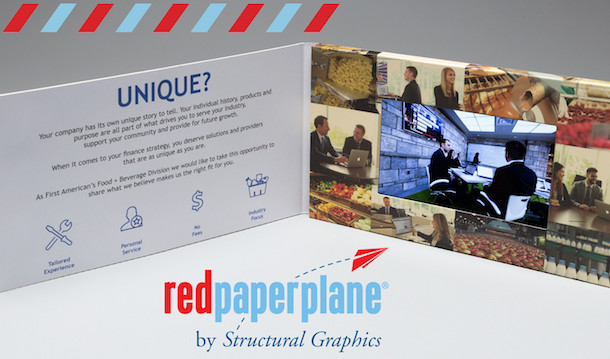 UNIQUE?
Your company has its own unique story to tell. Your individual history, products and
purpose are all part of what drives you to serve your industry,
support your community and provide for future growth.
When it comes to your finance strategy, you deserve solutions and providers
that are as unique as you are.
As First American's Food + Beverage Division we would like to take this opportunity to
share what we believe makes us the right fit for you.
Tailored
Experience
Personal
Service
No
Fees
Industry
Focus
redpaperplane®
by Structural Graphics